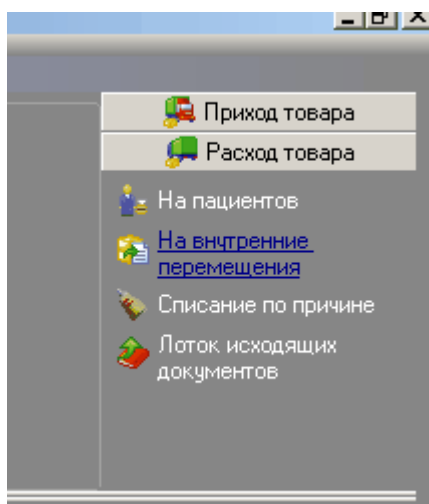 Приход товара
Расход товара
На пациентов
На внутренние
перемещения
Списание по причине
Лоток исходящих
документов